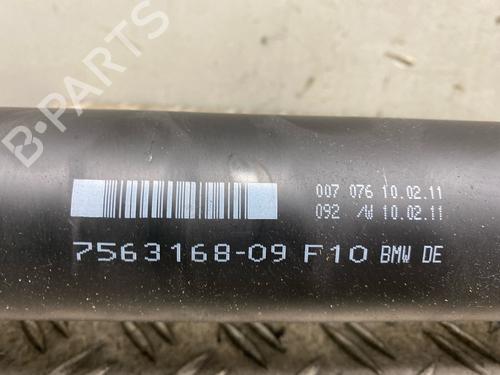 B-PARTS
007 076 10.02.11
092 /W 10.02.11
7563168-09 F10 BMW DE